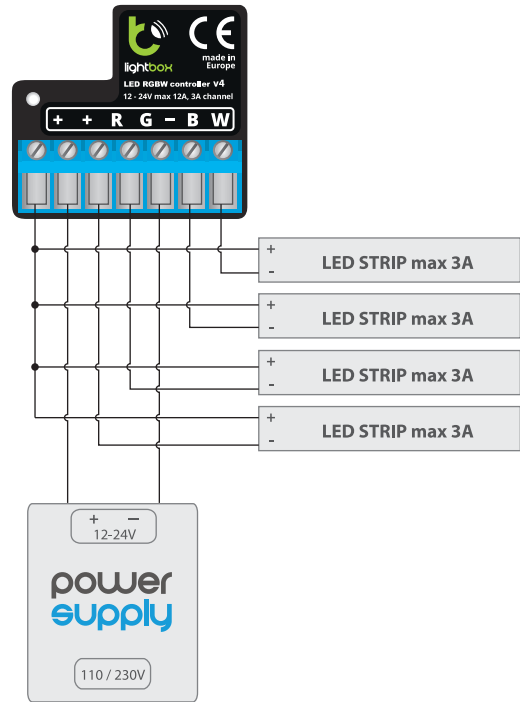 CE
lightbox
made in
Europe
LED RGBW controller v4
12 - 24V max 12A, 3A channel
+ + R G – B W
+
-
LED STRIP max 3A
+
-
LED STRIP max 3A
+
-
LED STRIP max 3A
+
-
LED STRIP max 3A
+ –
12-24V
power
supply
110 / 230V